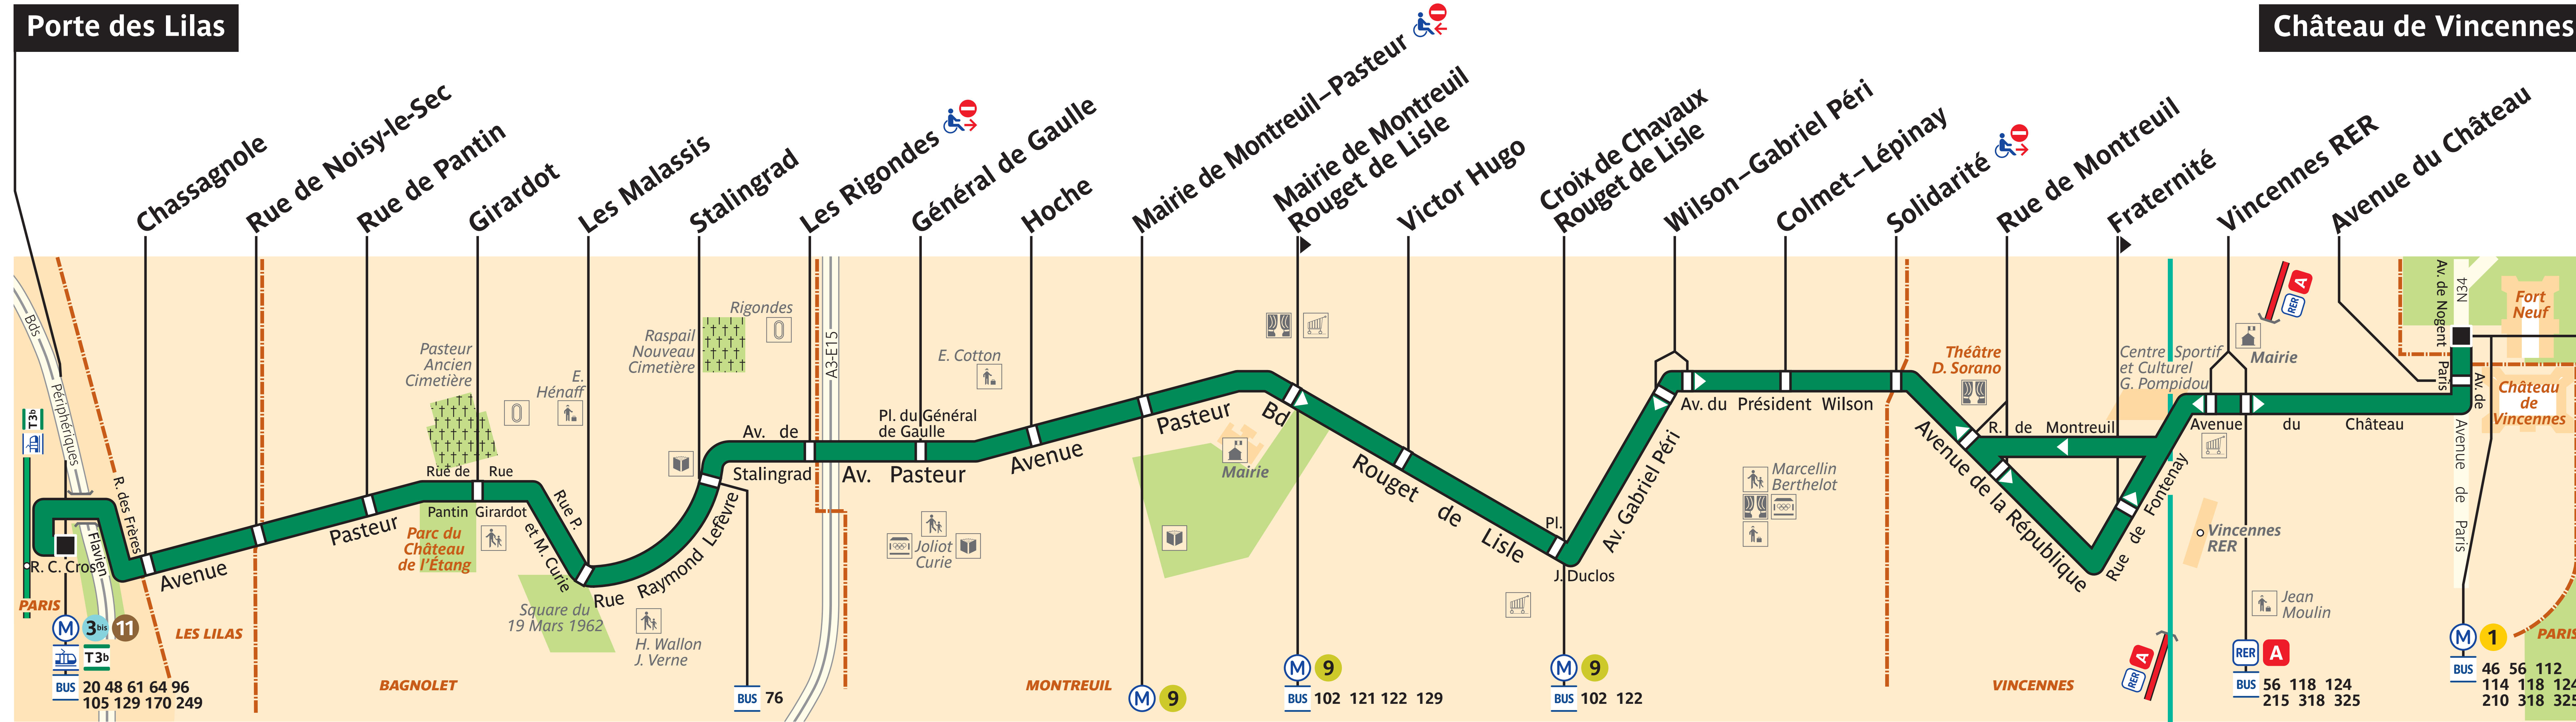 Porte des Lilas
Château de Vincennes
Chassagnole
Rue de Noisy-le-Sec
Rue de Pantin
Girardot
Les Malassis
Stalingrad
Les Rigondes
Général de Gaulle
Hoche
Mairie de Montreuil–Pasteur
Mairie de Montreuil
Rouget de Lisle
Victor Hugo
Croix de Chavaux
Rouget de Lisle
Wilson–Gabriel Péri
Colmet–Lépinay
Solidarité
Rue de Montreuil
Fraternité
Vincennes RER
Avenue du Château
Bds
Périphériques
T3b
R. des Frères
Flavien
R. C. Cros
PARIS
M 3bis 11
T3b
BUS 20 48 61 64 96
105 129 170 249
LES LILAS
Avenue
Pasteur
Pasteur
Ancien
Cimetière
Rue de Rue
Pantin Girardot
Parc du
Château
de l'Étang
BAGNOLET
E.
Hénaff
Rue P.
et M. Curie
Square du
19 Mars 1962
Rue Raymond Lefèvre
H. Wallon
J. Verne
Raspail
Nouveau
Cimetière
Rigondes
Av. de
Stalingrad
BUS 76
A3-E15
Av. Pasteur
Pl. du Général
de Gaulle
E. Cotton
Joliot
Curie
Avenue
Pasteur
MONTREUIL
M 9
Mairie
Bd
Rouget de Lisle
M 9
BUS 102 121 122 129
Pl.
J. Duclos
M 9
BUS 102 122
Av. Gabriel Péri
Av. du Président Wilson
Marcellin
Berthelot
Théâtre
D. Sorano
R. de Montreuil
Avenue de la République
Rue de Fontenay
VINCENNES
Centre Sportif
et Culturel
G. Pompidou
RER A
Mairie
RER A
Avenue du Château
Vincennes
RER
Jean
Moulin
RER A
BUS 56 118 124
215 318 325
Av. de Nogent
N34
Paris
Av. de
Avenue de Paris
Fort
Neuf
Château
de
Vincennes
M 1
PARIS
BUS 46 56 112
114 118 124
210 318 325